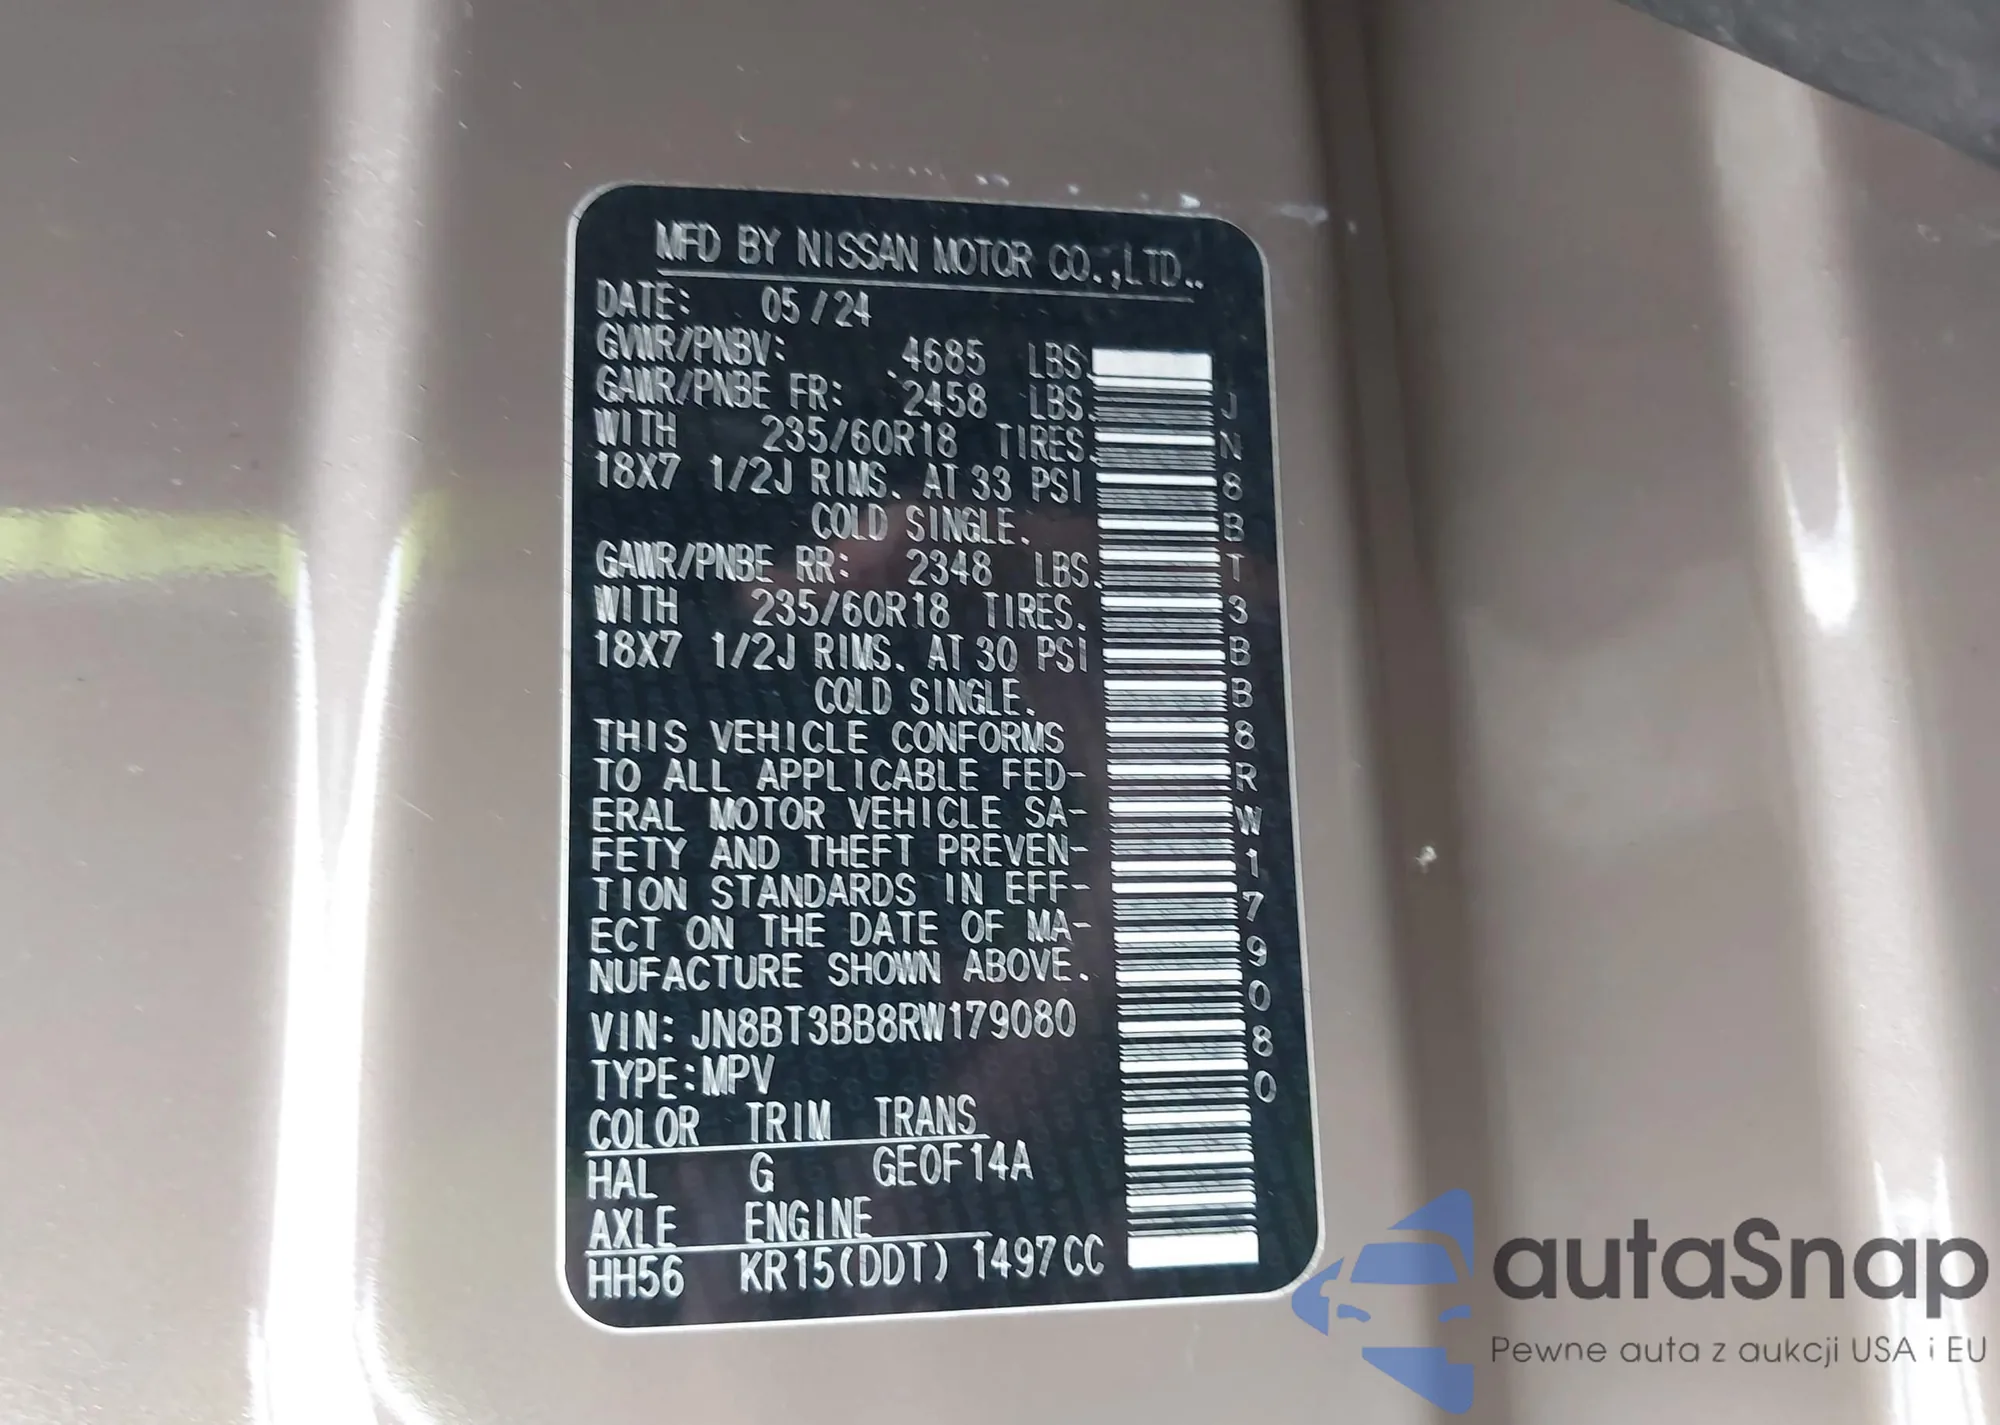 MFD BY NISSAN MOTOR CO.,LTD..
DATE: 05/24
GVWR/PNBV: 4685 LBS
GAWR/PNBE FR: 2458 LBS.
WITH 235/60R18 TIRES.
18X7 1/2J RIMS. AT 33 PSI
COLD SINGLE.
GAWR/PNBE RR: 2348 LBS.
WITH 235/60R18 TIRES.
18X7 1/2J RIMS. AT 30 PSI
COLD SINGLE.
THIS VEHICLE CONFORMS
TO ALL APPLICABLE FED-
ERAL MOTOR VEHICLE SA-
FETY AND THEFT PREVEN-
TION STANDARDS IN EFF-
ECT ON THE DATE OF MA-
NUFACTURE SHOWN ABOVE.
VIN: JN8BT3BB8RW179080
TYPE:MPV
COLOR TRIM TRANS
HAL G GE0F14A
AXLE ENGINE
HH56 KR15(DDT) 1497CC
JN8BT3BB8RW179080
autaSnap
Pewne auta z aukcji USA i EU